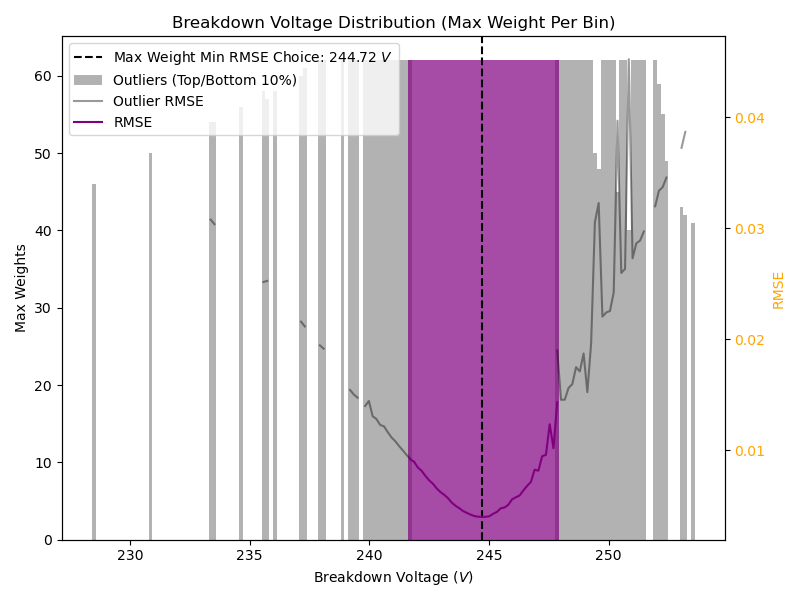 Breakdown Voltage Distribution (Max Weight Per Bin)
Max Weight Min RMSE Choice: 244.72 V
Outliers (Top/Bottom 10%)
Outlier RMSE
RMSE
Max Weights
60
50
40
30
20
10
0
0.04
0.03
0.02
0.01
RMSE
230
235
240
245
250
Breakdown Voltage (V)